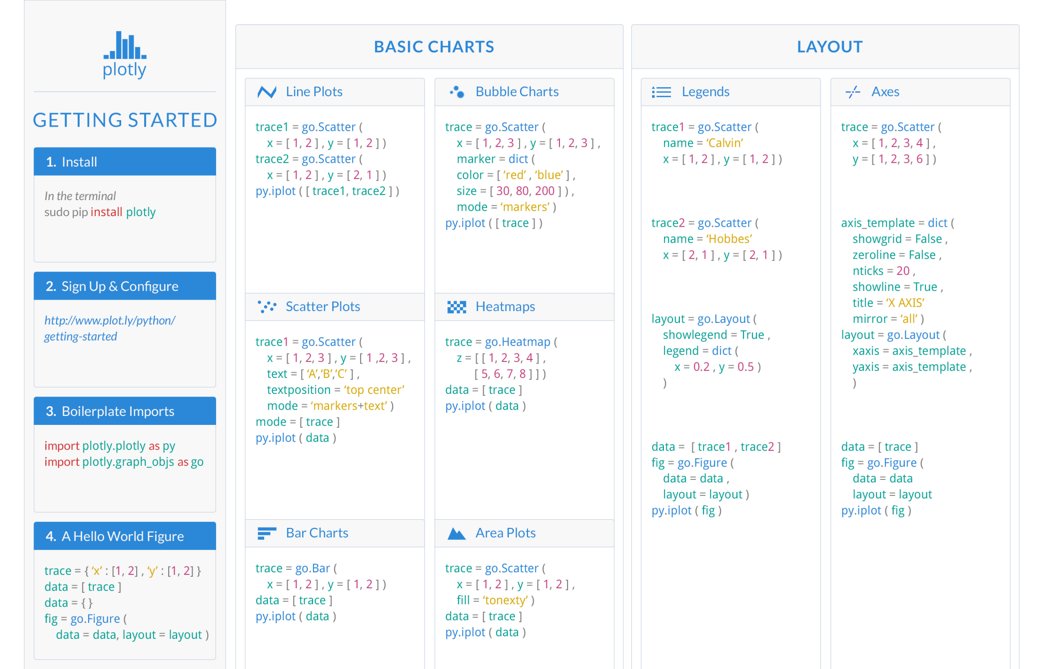 plotly
GETTING STARTED
1. Install
In the terminal
sudo pip install plotly
2. Sign Up & Configure
http://www.plot.ly/python/
getting-started
3. Boilerplate Imports
import plotly.plotly as py
import plotly.graph_objs as go
4. A Hello World Figure
trace = { ‘x’ : [1, 2] , ‘y’ : [1, 2] }
data = [ trace ]
data = { }
fig = go.Figure (
data = data, layout = layout )
BASIC CHARTS
Line Plots
trace1 = go.Scatter (
x = [ 1, 2 ] , y = [ 1, 2 ] )
trace2 = go.Scatter (
x = [ 1, 2 ] , y = [ 2, 1 ] )
py.iplot ( [ trace1, trace2 ] )
Bubble Charts
trace = go.Scatter (
x = [ 1, 2, 3 ] , y = [ 1, 2, 3 ] ,
marker = dict (
color = [ ‘red’ , ‘blue’ ] ,
size = [ 30, 80, 200 ] ) ,
mode = ‘markers’ )
py.iplot ( [ trace ] )
Scatter Plots
trace1 = go.Scatter (
x = [ 1, 2, 3 ] , y = [ 1 ,2, 3 ] ,
text = [ ‘A’,‘B’,‘C’ ] ,
textposition = ‘top center’
mode = ‘markers+text’ )
mode = [ trace ]
py.iplot ( data )
Heatmaps
trace = go.Heatmap (
z = [ [ 1, 2, 3, 4 ] ,
[ 5, 6, 7, 8 ] ] )
data = [ trace ]
py.iplot ( data )
Bar Charts
trace = go.Bar (
x = [ 1, 2 ] , y = [ 1, 2 ] )
data = [ trace ]
py.iplot ( data )
Area Plots
trace = go.Scatter (
x = [ 1, 2 ] , y = [ 1, 2 ] ,
fill = ‘tonexty’ )
data = [ trace ]
py.iplot ( data )
LAYOUT
Legends
trace1 = go.Scatter (
name = ‘Calvin’
x = [ 1, 2 ] , y = [ 1, 2 ] )
trace2 = go.Scatter (
name = ‘Hobbes’
x = [ 2, 1 ] , y = [ 2, 1 ] )
layout = go.Layout (
showlegend = True ,
legend = dict (
x = 0.2 , y = 0.5 )
)
data = [ trace1 , trace2 ]
fig = go.Figure (
data = data ,
layout = layout )
py.iplot ( fig )
Axes
trace = go.Scatter (
x = [ 1, 2, 3, 4 ] ,
y = [ 1, 2, 3, 6 ] )
axis_template = dict (
showgrid = False ,
zeroline = False ,
nticks = 20 ,
showline = True ,
title = ‘X AXIS’
mirror = ‘all’ )
layout = go.Layout (
xaxis = axis_template ,
yaxis = axis_template ,
)
data = [ trace ]
fig = go.Figure (
data = data
layout = layout
py.iplot ( fig )